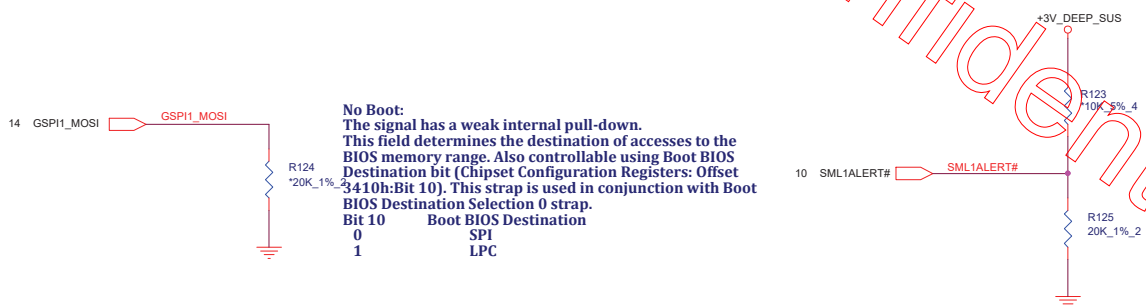 +3V_DEEP_SUS
R123
*10K_5%_4
14 GSPI1_MOSI
GSPI1_MOSI
R124
*20K_1%_2
No Boot:
The signal has a weak internal pull-down.
This field determines the destination of accesses to the
BIOS memory range. Also controllable using Boot BIOS
Destination bit (Chipset Configuration Registers: Offset
3410h:Bit 10). This strap is used in conjunction with Boot
BIOS Destination Selection 0 strap.
Bit 10 Boot BIOS Destination
0 SPI
1 LPC
10 SML1ALERT#
SML1ALERT#
R125
20K_1%_2